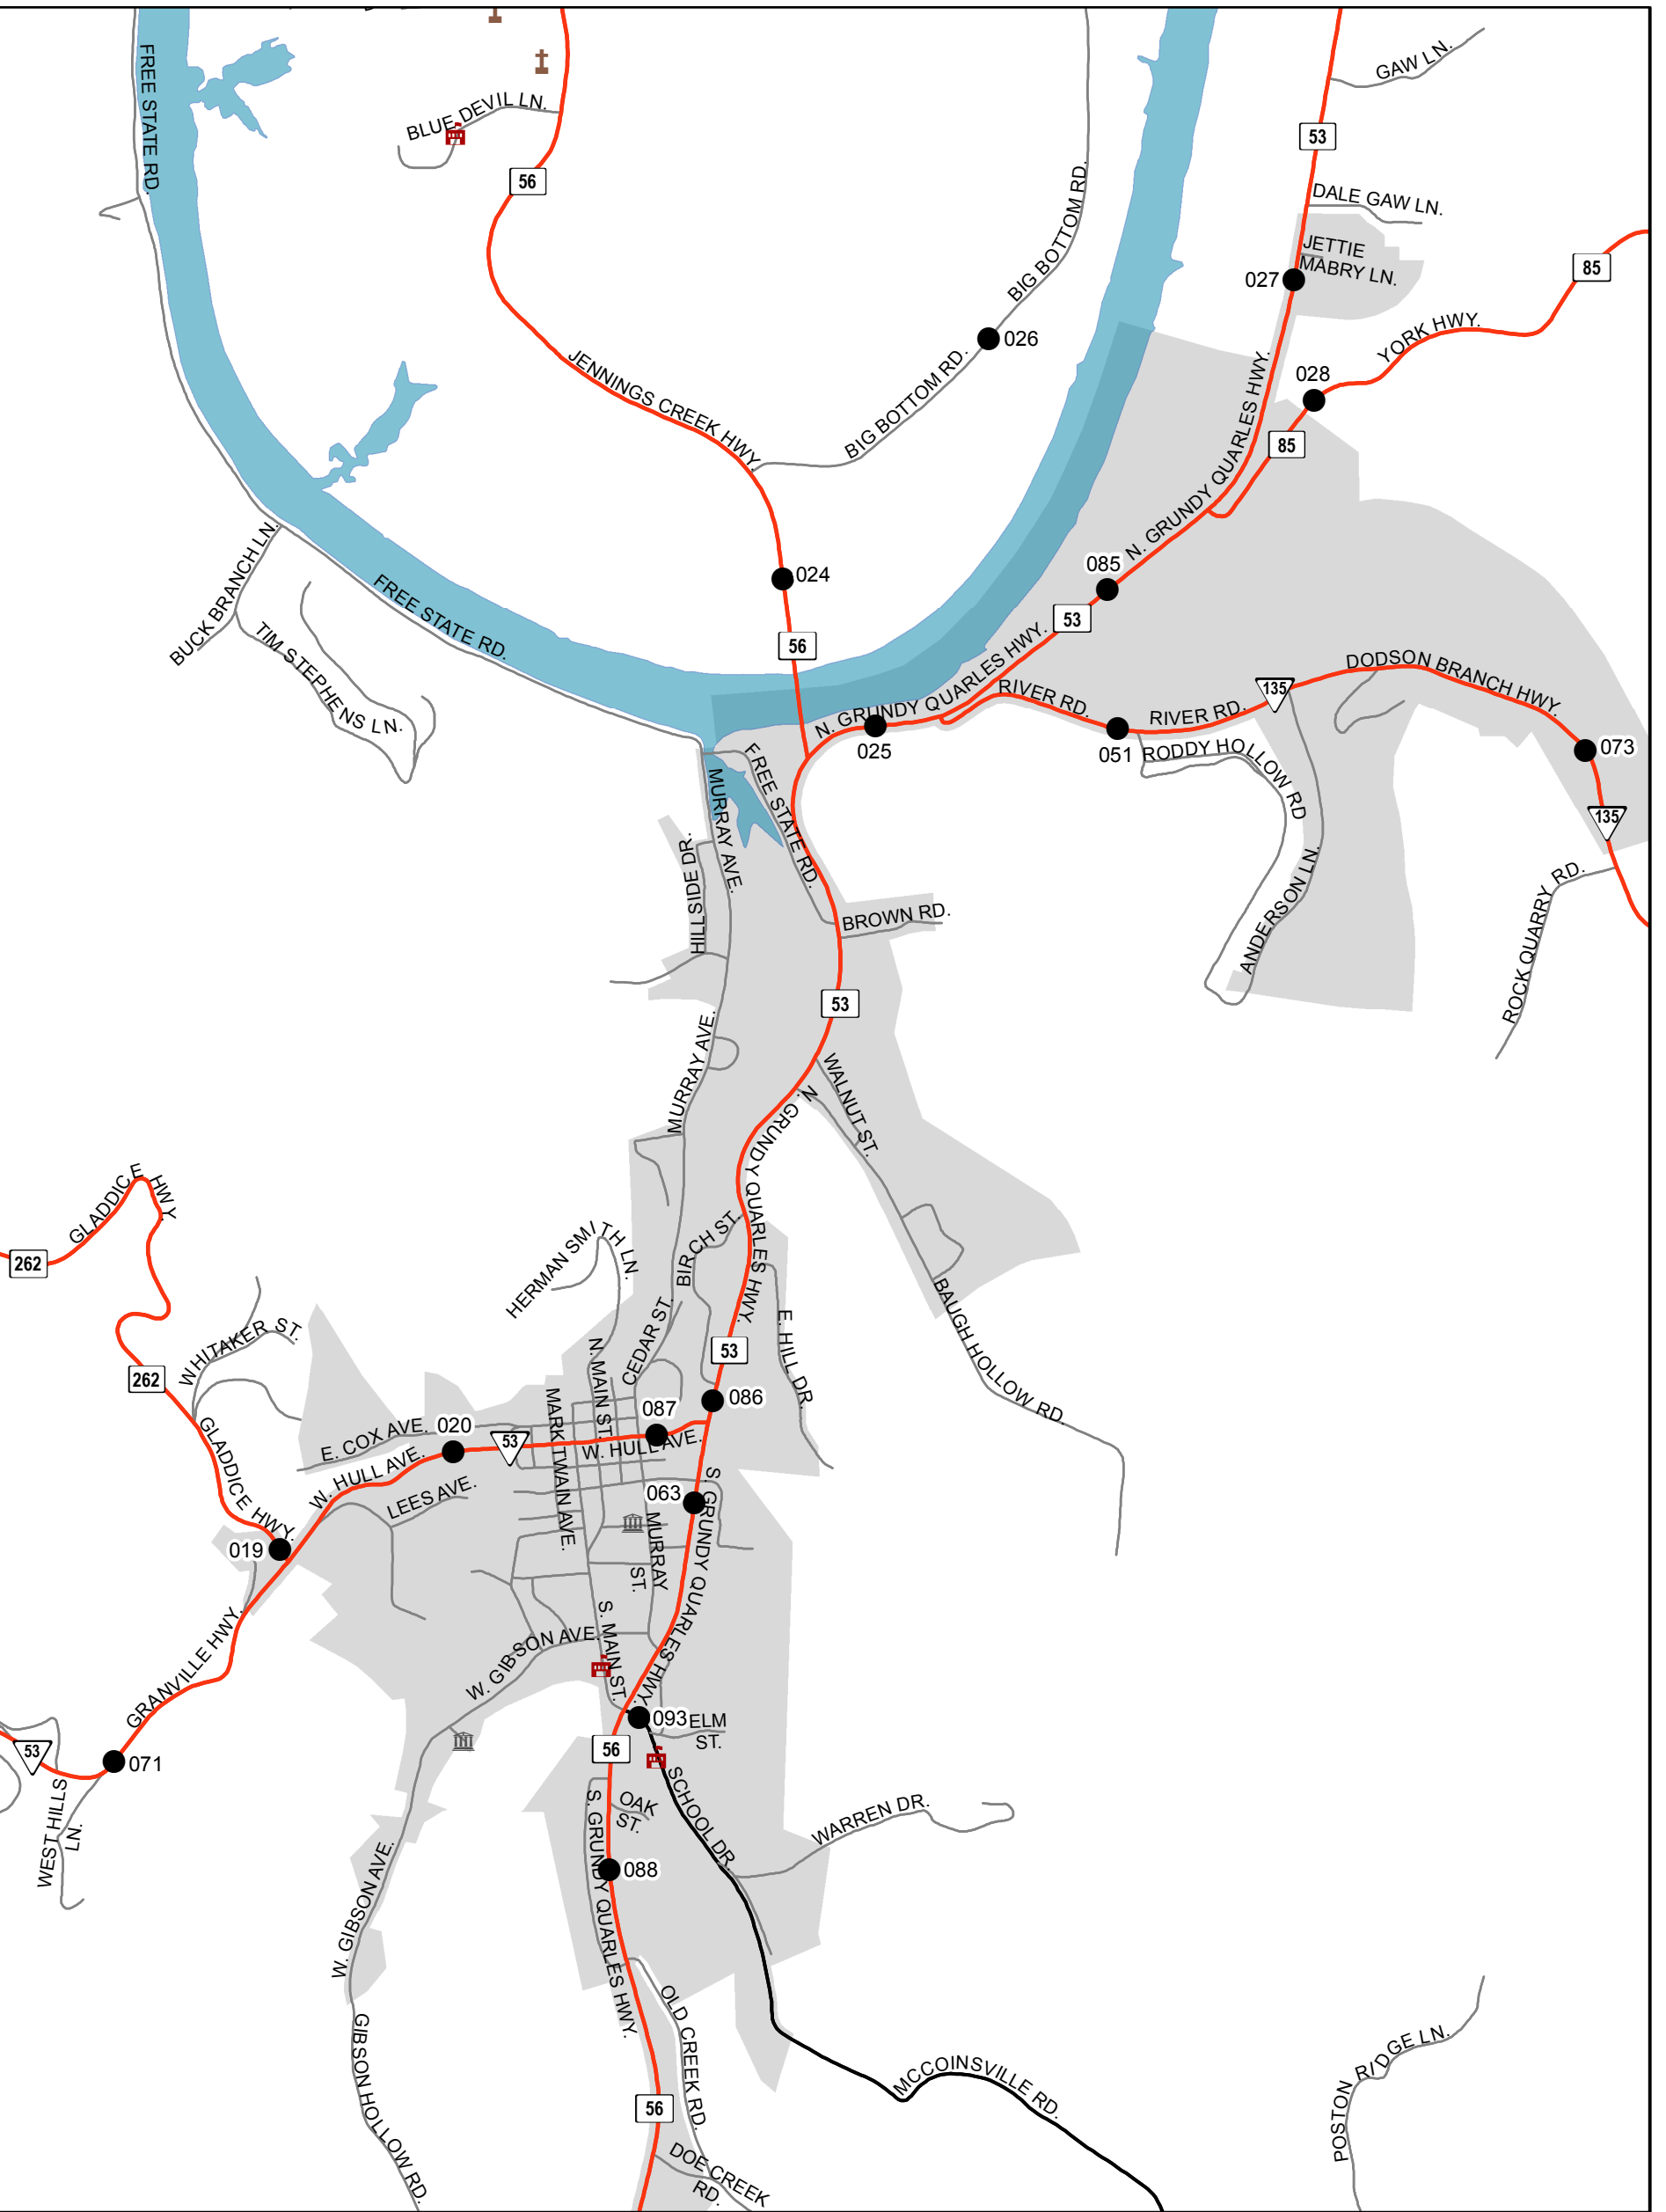 GAW LN.
FREE STATE RD.
BLUE DEVIL LN.
53
56
DALE GAW LN.
JETTIE
MABRY LN.
85
027
BIG BOTTOM RD.
026
YORK HWY.
028
JENNINGS CREEK HWY.
BIG BOTTOM RD.
N. GRUNDY QUARLES HWY.
85
BUCK BRANCH LN.
024
085
53
FREE STATE RD.
TIM STEPHENS LN.
56
N. GRUNDY QUARLES HWY.
025
RIVER RD.
051
RIVER RD.
135
DODSON BRANCH HWY.
073
RODDY HOLLOW RD
135
MURRAY AVE.
FREE STATE RD.
HILLSIDE DR.
BROWN RD.
ANDERSON LN.
ROCK QUARRY RD.
53
MURRAY AVE.
WALNUT ST.
N. GRUNDY QUARLES HWY.
GLADDICE HWY.
262
HERMAN SMITH LN.
BIRCH ST.
BAUGH HOLLOW RD.
WHITAKER ST.
262
N. MAIN ST.
CEDAR ST.
53
E. HILL DR.
MARK TWAIN AVE.
086
087
020
E. COX AVE.
53
W. HULL AVE.
W. HULL AVE.
GLADDICE HWY.
LEES AVE.
063
S. GRUNDY QUARLES HWY.
019
MURRAY
ST.
GRANVILLE HWY.
W. GIBSON AVE.
S. MAIN ST.
093
ELM
ST.
53
071
56
WEST HILLS
LN.
OAK
ST.
SCHOOL DR.
WARREN DR.
S. GRUNDY QUARLES HWY.
088
W. GIBSON AVE.
OLD CREEK RD.
GIBSON HOLLOW RD.
MCCOINSVILLE RD.
POSTON RIDGE LN.
56
DOE CREEK
RD.